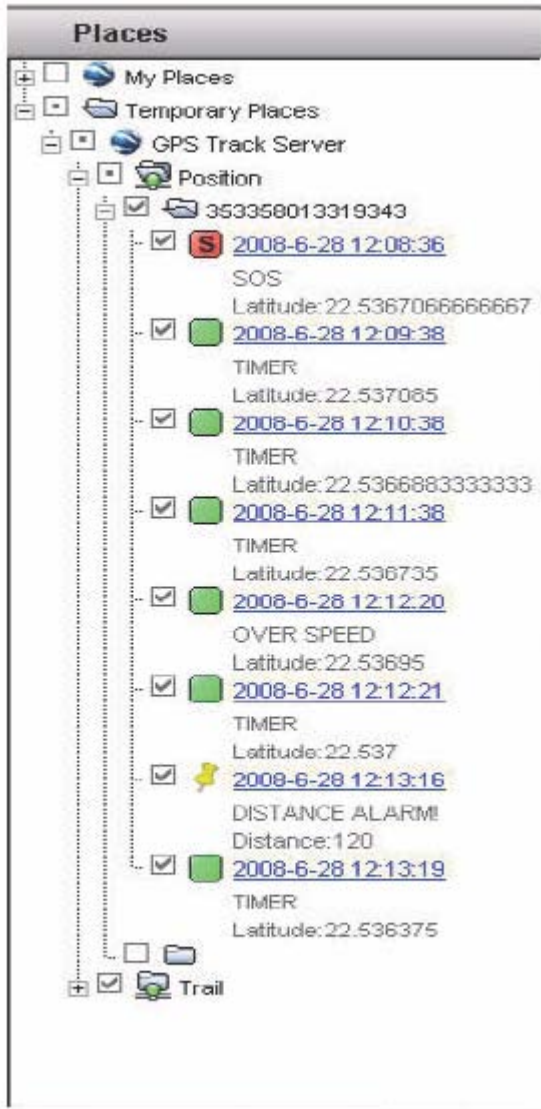 Places
My Places
Temporary Places
GPS Track Server
Position
353358013319343
S 2008-6-28 12:08:36
SOS
Latitude:22.5367066666667
2008-6-28 12:09:38
TIMER
Latitude:22.537085
2008-6-28 12:10:38
TIMER
Latitude:22.5366883333333
2008-6-28 12:11:38
TIMER
Latitude:22.536735
2008-6-28 12:12:20
OVER SPEED
Latitude:22.53695
2008-6-28 12:12:21
TIMER
Latitude:22.537
2008-6-28 12:13:16
DISTANCE ALARM!
Distance:120
2008-6-28 12:13:19
TIMER
Latitude:22.536375
Trail